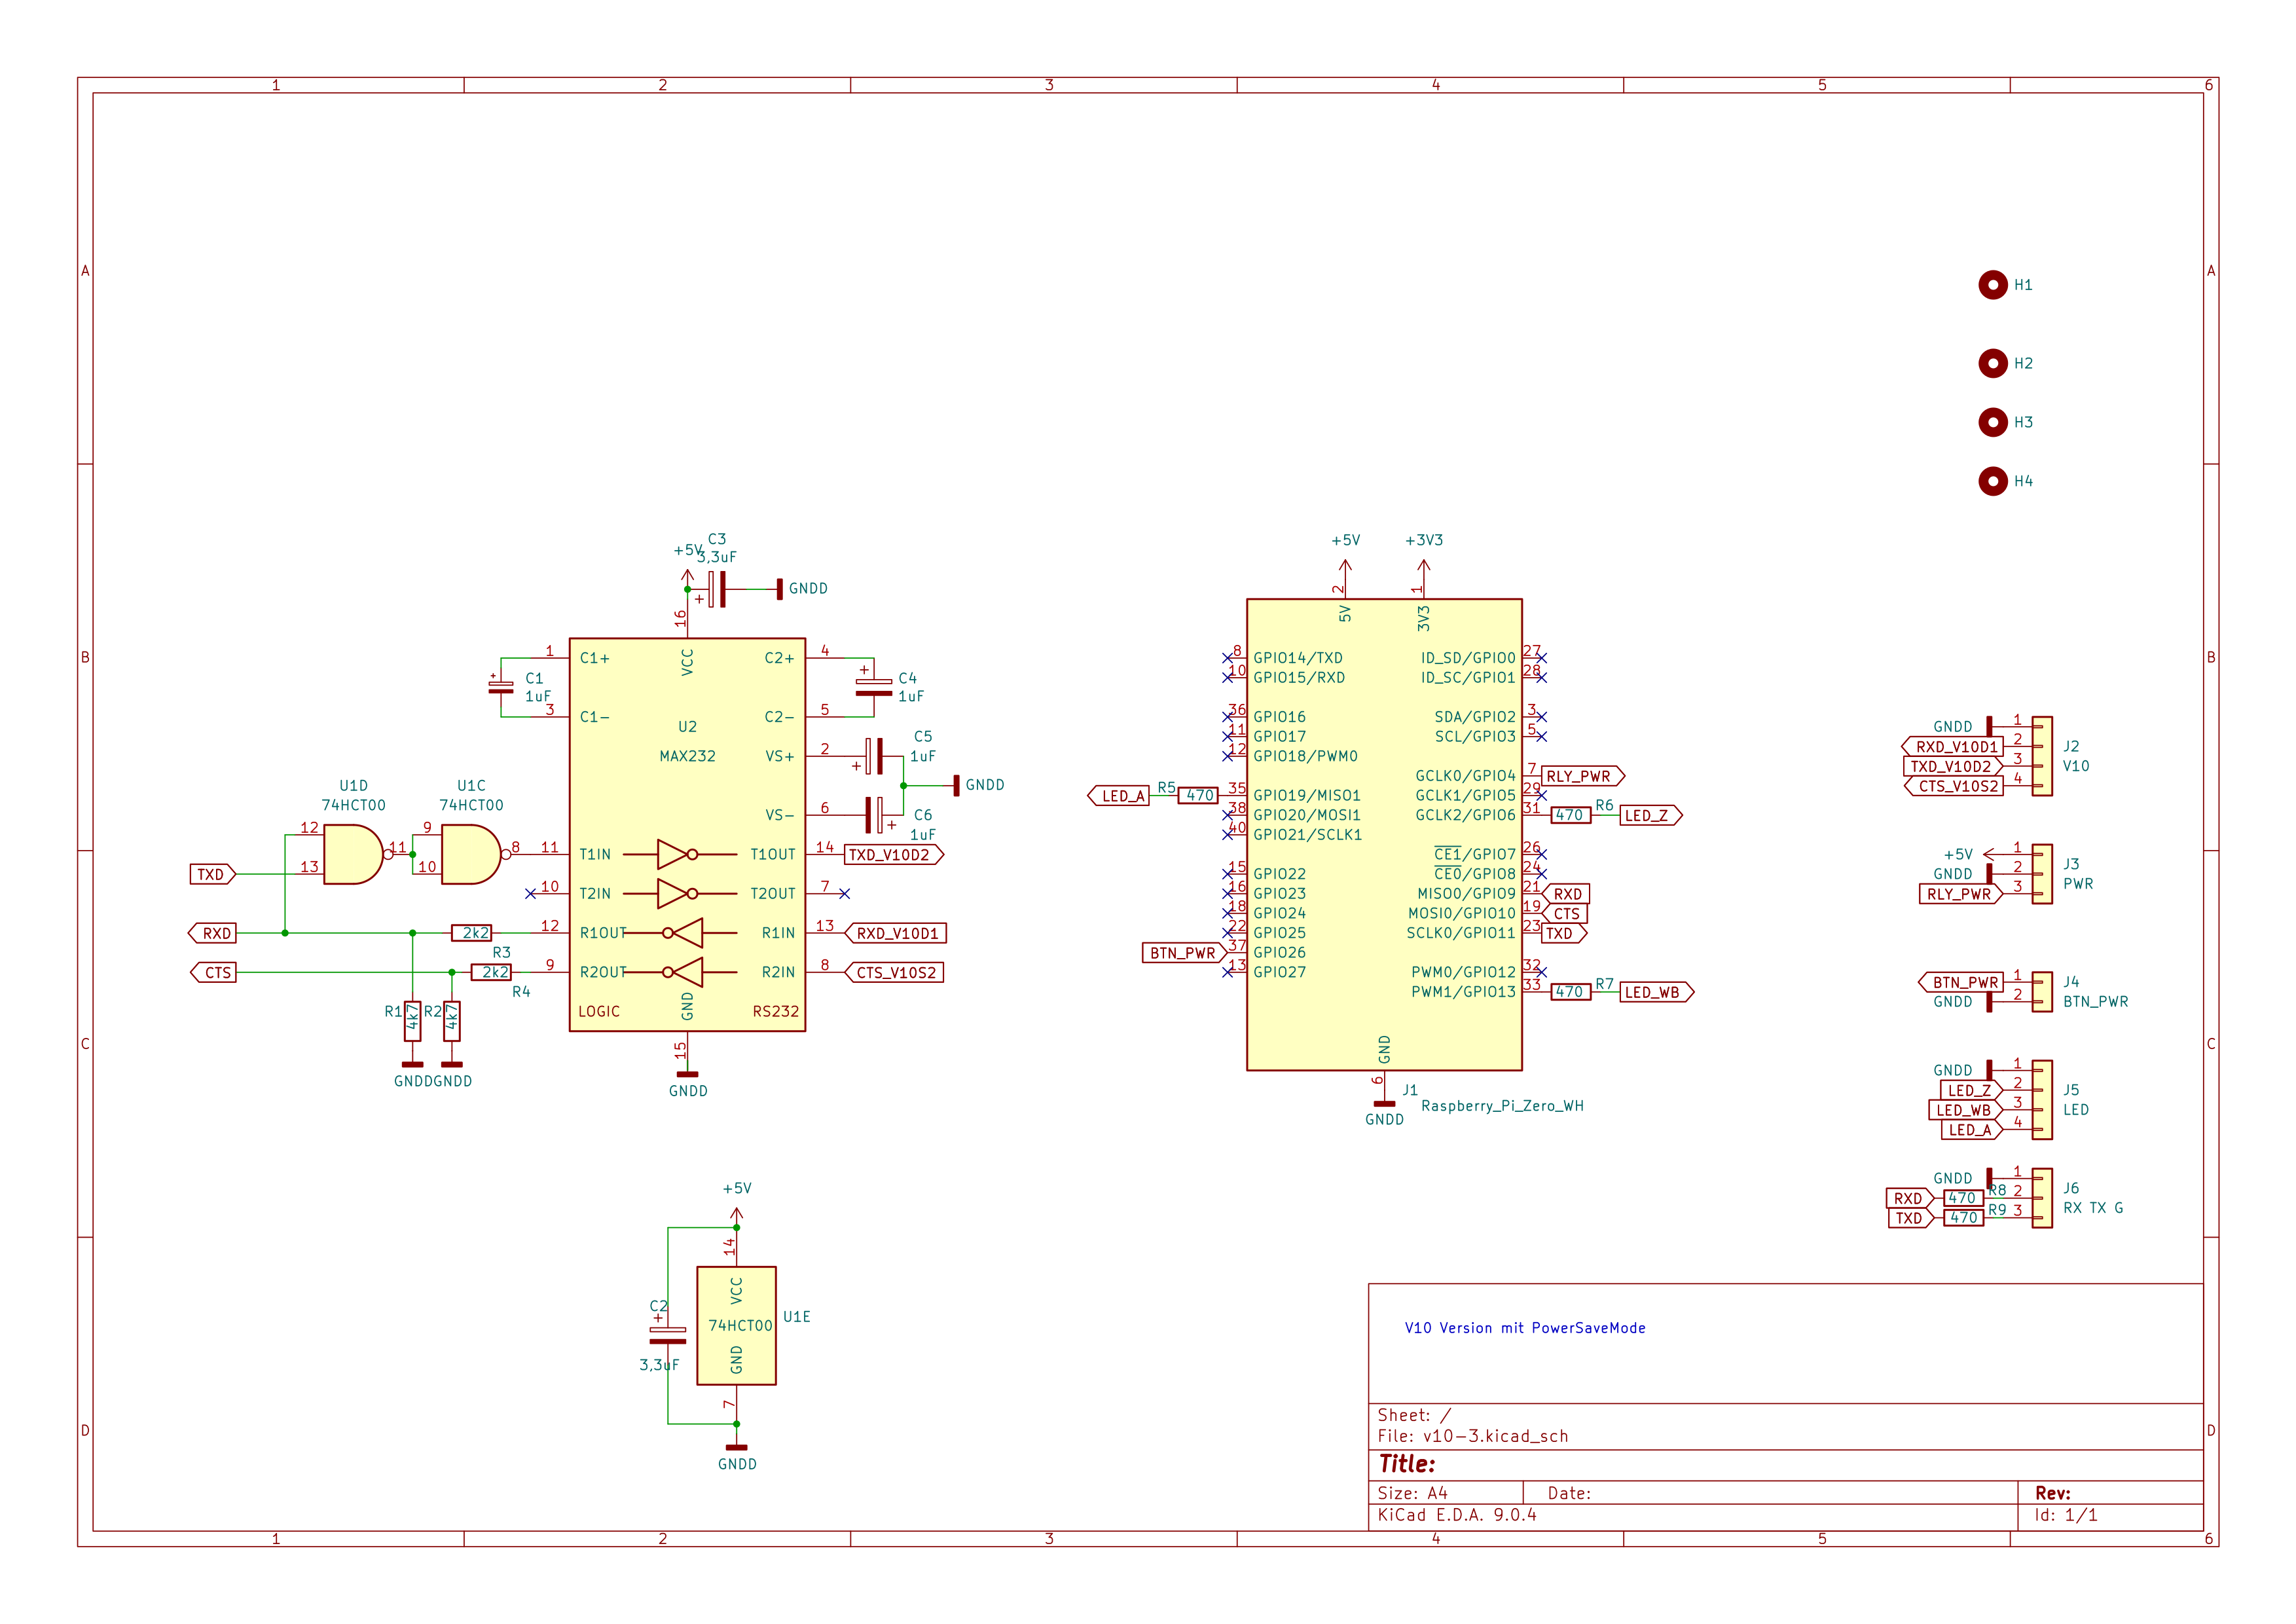 1 2 3 4 5 6
A A
H1
H2
H3
H4
B B
+5V
C3
3,3uF
GNDD
16
VCC
1 C1+
C2+ 4
C1
1uF
C4
1uF
3 C1−
C2− 5
U2
MAX232
VS+ 2
C5
1uF
GNDD
VS− 6
C6
1uF
U1D
74HCT00
U1C
74HCT00
12
13
11
9
10
8
11 T1IN
T1OUT 14
TXD_V10D2
TXD
10 T2IN
T2OUT 7
RXD
2k2
R3
12 R1OUT
R1IN 13
RXD_V10D1
CTS
2k2
R4
9 R2OUT
R2IN 8
CTS_V10S2
R1 4k7
R2 4k7
GNDD
GNDD
LOGIC
GND
RS232
15
GNDD
+5V
+3V3
2
1
5V
3V3
8 GPIO14/TXD
ID_SD/GPIO0 27
10 GPIO15/RXD
ID_SC/GPIO1 28
36 GPIO16
SDA/GPIO2 3
11 GPIO17
SCL/GPIO3 5
12 GPIO18/PWM0
GCLK0/GPIO4 7
RLY_PWR
LED_A
R5
470
35 GPIO19/MISO1
GCLK1/GPIO5 29
38 GPIO20/MOSI1
GCLK2/GPIO6 31
470
R6
LED_Z
40 GPIO21/SCLK1
CE1/GPIO7 26
15 GPIO22
CE0/GPIO8 24
16 GPIO23
MISO0/GPIO9 21
RXD
18 GPIO24
MOSI0/GPIO10 19
CTS
22 GPIO25
SCLK0/GPIO11 23
TXD
BTN_PWR
37 GPIO26
13 GPIO27
PWM0/GPIO12 32
PWM1/GPIO13 33
470
R7
LED_WB
GND
6
GNDD
J1
Raspberry_Pi_Zero_WH
GNDD 1
RXD_V10D1 2
TXD_V10D2 3
CTS_V10S2 4
J2
V10
+5V 1
GNDD 2
RLY_PWR 3
J3
PWR
BTN_PWR 1
GNDD 2
J4
BTN_PWR
C C
GNDD 1
LED_Z 2
LED_WB 3
LED_A 4
J5
LED
GNDD 1
RXD 470 R8 2
TXD 470 R9 3
J6
RX TX G
+5V
14
VCC
C2
3,3uF
74HCT00
U1E
GND
7
GNDD
D D
V10 Version mit PowerSaveMode
Sheet: /
File: v10−3.kicad_sch
Title:
Size: A4 Date: Rev:
KiCad E.D.A. 9.0.4 Id: 1/1
1 2 3 4 5 6